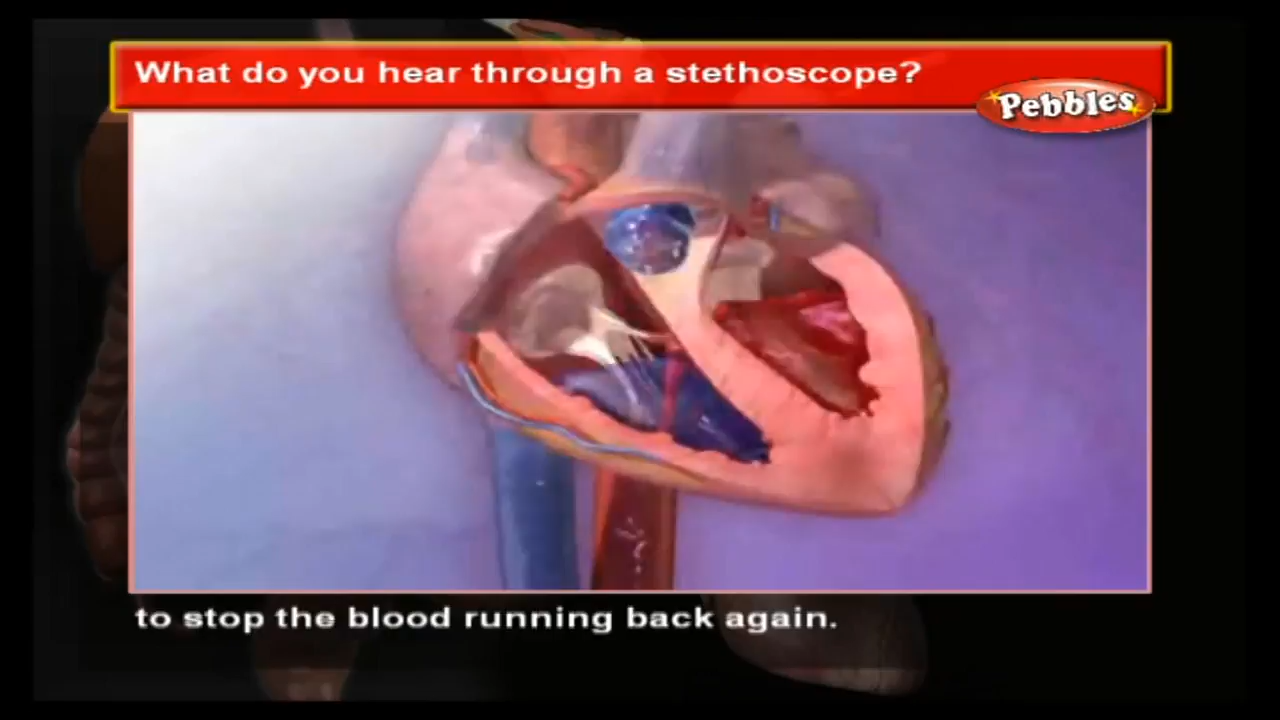 What do you hear through a stethoscope?
Pebbles
to stop the blood running back again.